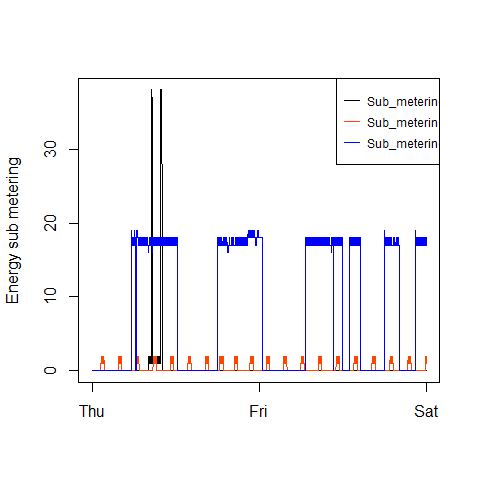 Energy sub metering
30
20
10
0
Sub_meterin
Sub_meterin
Sub_meterin
Thu Fri Sat